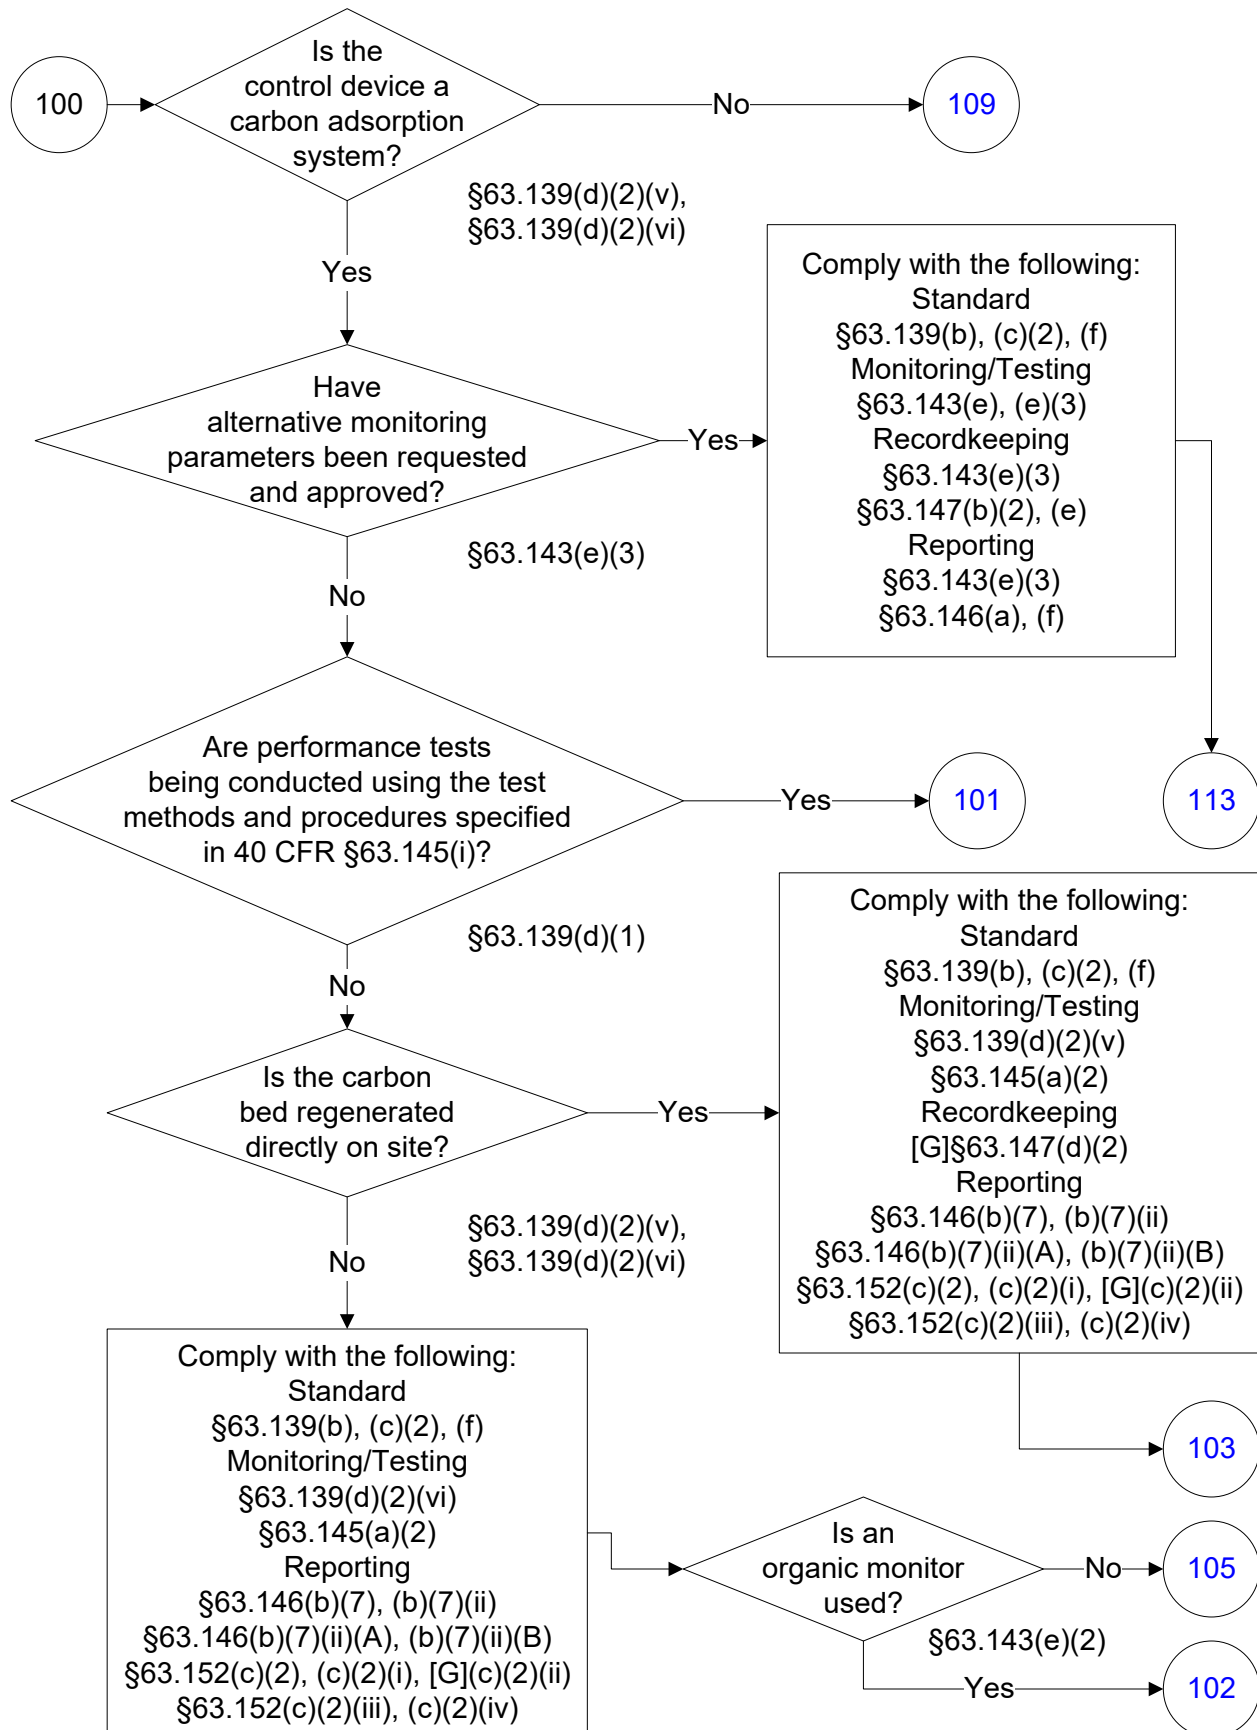 100
Is the
control device a
carbon adsorption
system?
No
109
§63.139(d)(2)(v),
§63.139(d)(2)(vi)
Yes
Have
alternative monitoring
parameters been requested
and approved?
Yes
Comply with the following:
Standard
§63.139(b), (c)(2), (f)
Monitoring/Testing
§63.143(e), (e)(3)
Recordkeeping
§63.143(e)(3)
§63.147(b)(2), (e)
Reporting
§63.143(e)(3)
§63.146(a), (f)
§63.143(e)(3)
No
Are performance tests
being conducted using the test
methods and procedures specified
in 40 CFR §63.145(i)?
Yes
101
113
§63.139(d)(1)
No
Is the carbon
bed regenerated
directly on site?
Yes
Comply with the following:
Standard
§63.139(b), (c)(2), (f)
Monitoring/Testing
§63.139(d)(2)(v)
§63.145(a)(2)
Recordkeeping
[G]§63.147(d)(2)
Reporting
§63.146(b)(7), (b)(7)(ii)
§63.146(b)(7)(ii)(A), (b)(7)(ii)(B)
§63.152(c)(2), (c)(2)(i), [G](c)(2)(ii)
§63.152(c)(2)(iii), (c)(2)(iv)
§63.139(d)(2)(v),
§63.139(d)(2)(vi)
No
103
Comply with the following:
Standard
§63.139(b), (c)(2), (f)
Monitoring/Testing
§63.139(d)(2)(vi)
§63.145(a)(2)
Reporting
§63.146(b)(7), (b)(7)(ii)
§63.146(b)(7)(ii)(A), (b)(7)(ii)(B)
§63.152(c)(2), (c)(2)(i), [G](c)(2)(ii)
§63.152(c)(2)(iii), (c)(2)(iv)
Is an
organic monitor
used?
No
105
§63.143(e)(2)
Yes
102